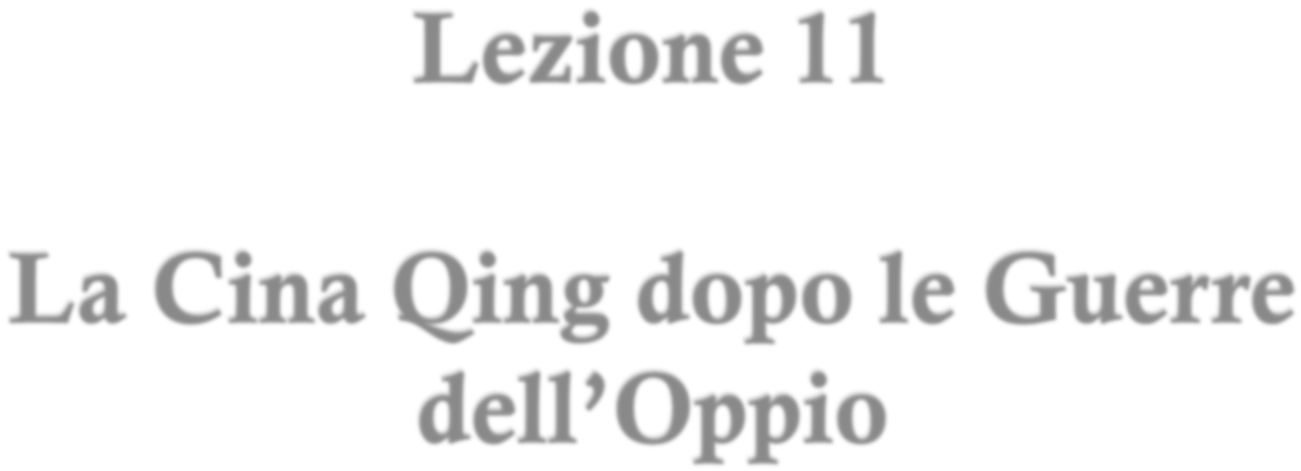 Lezione 11
La Cina Qing dopo le Guerre
dell’Oppio